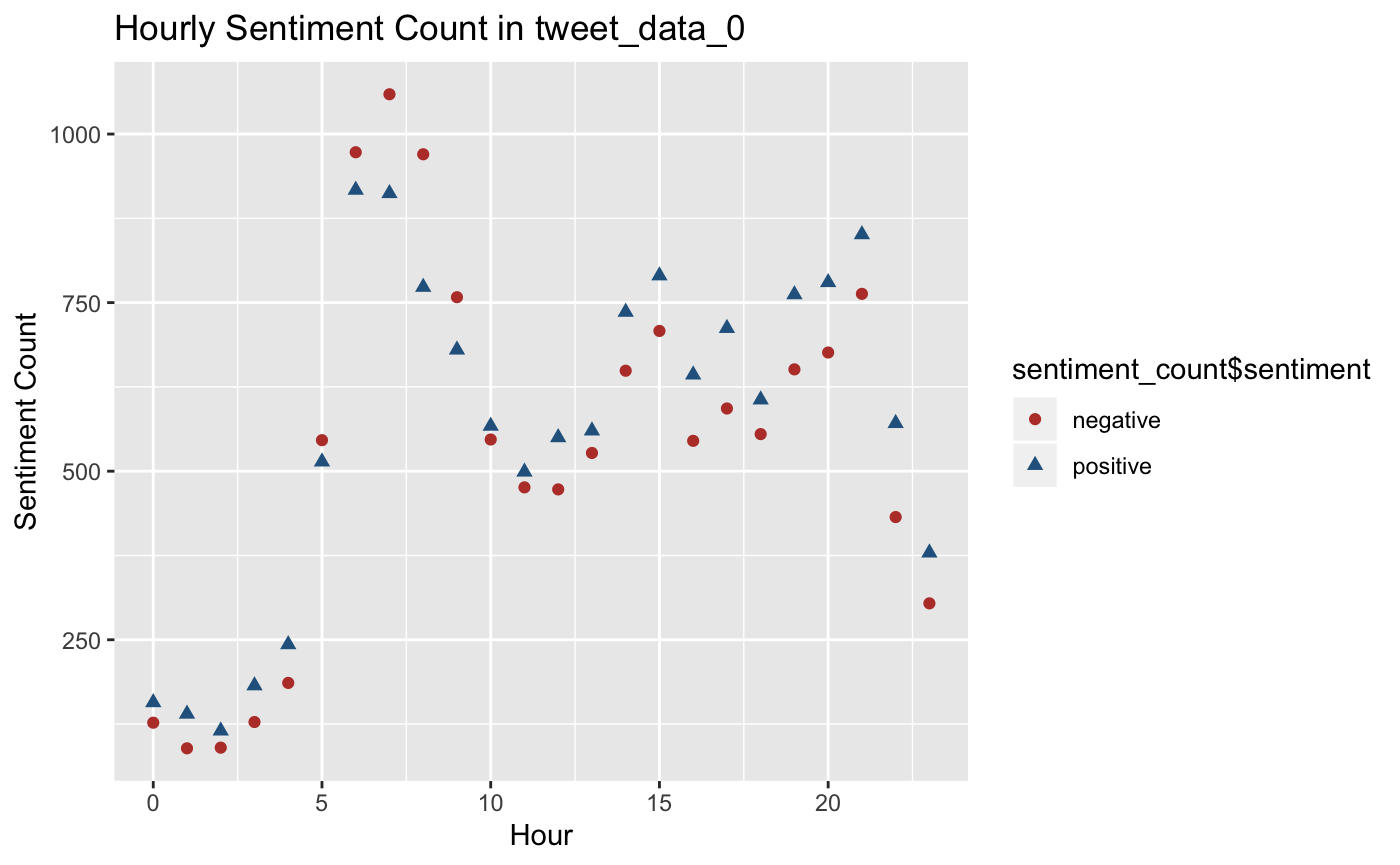 Hourly Sentiment Count in tweet_data_0
Sentiment Count
1000
750
500
250
0
5
10
15
20
Hour
sentiment_count$sentiment
negative
positive